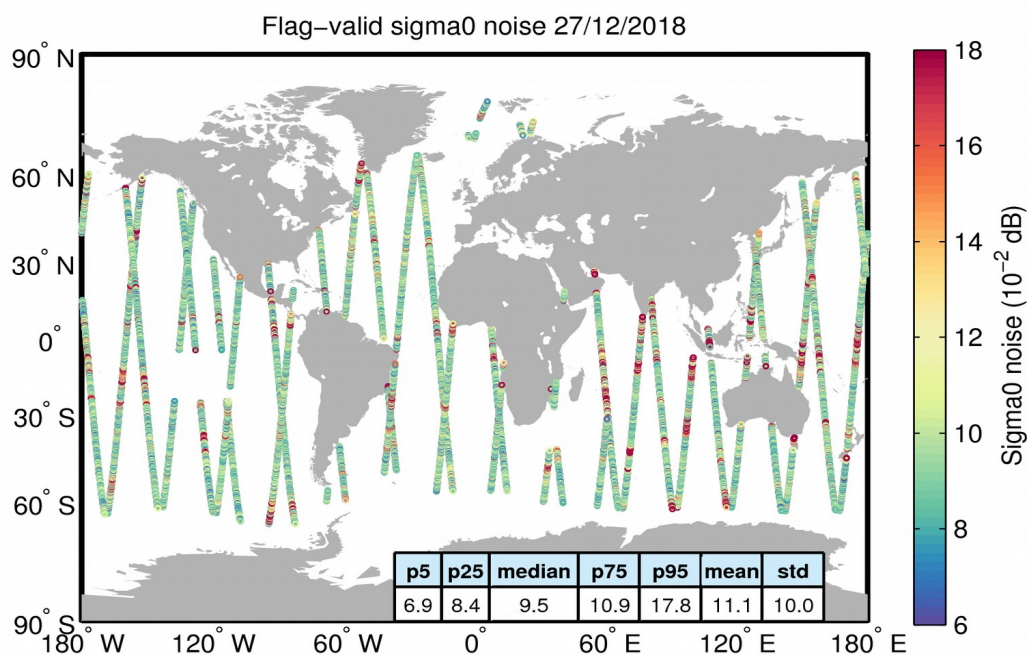 Flag−valid sigma0 noise 27/12/2018
90° N
60° N
30° N
0°
30° S
60° S
90° S
180° W
120° W
60° W
0°
60° E
120° E
180° E
p5 p25 median p75 p95 mean std
6.9 8.4 9.5 10.9 17.8 11.1 10.0
18
16
14
12
10
8
6
Sigma0 noise (10⁻² dB)